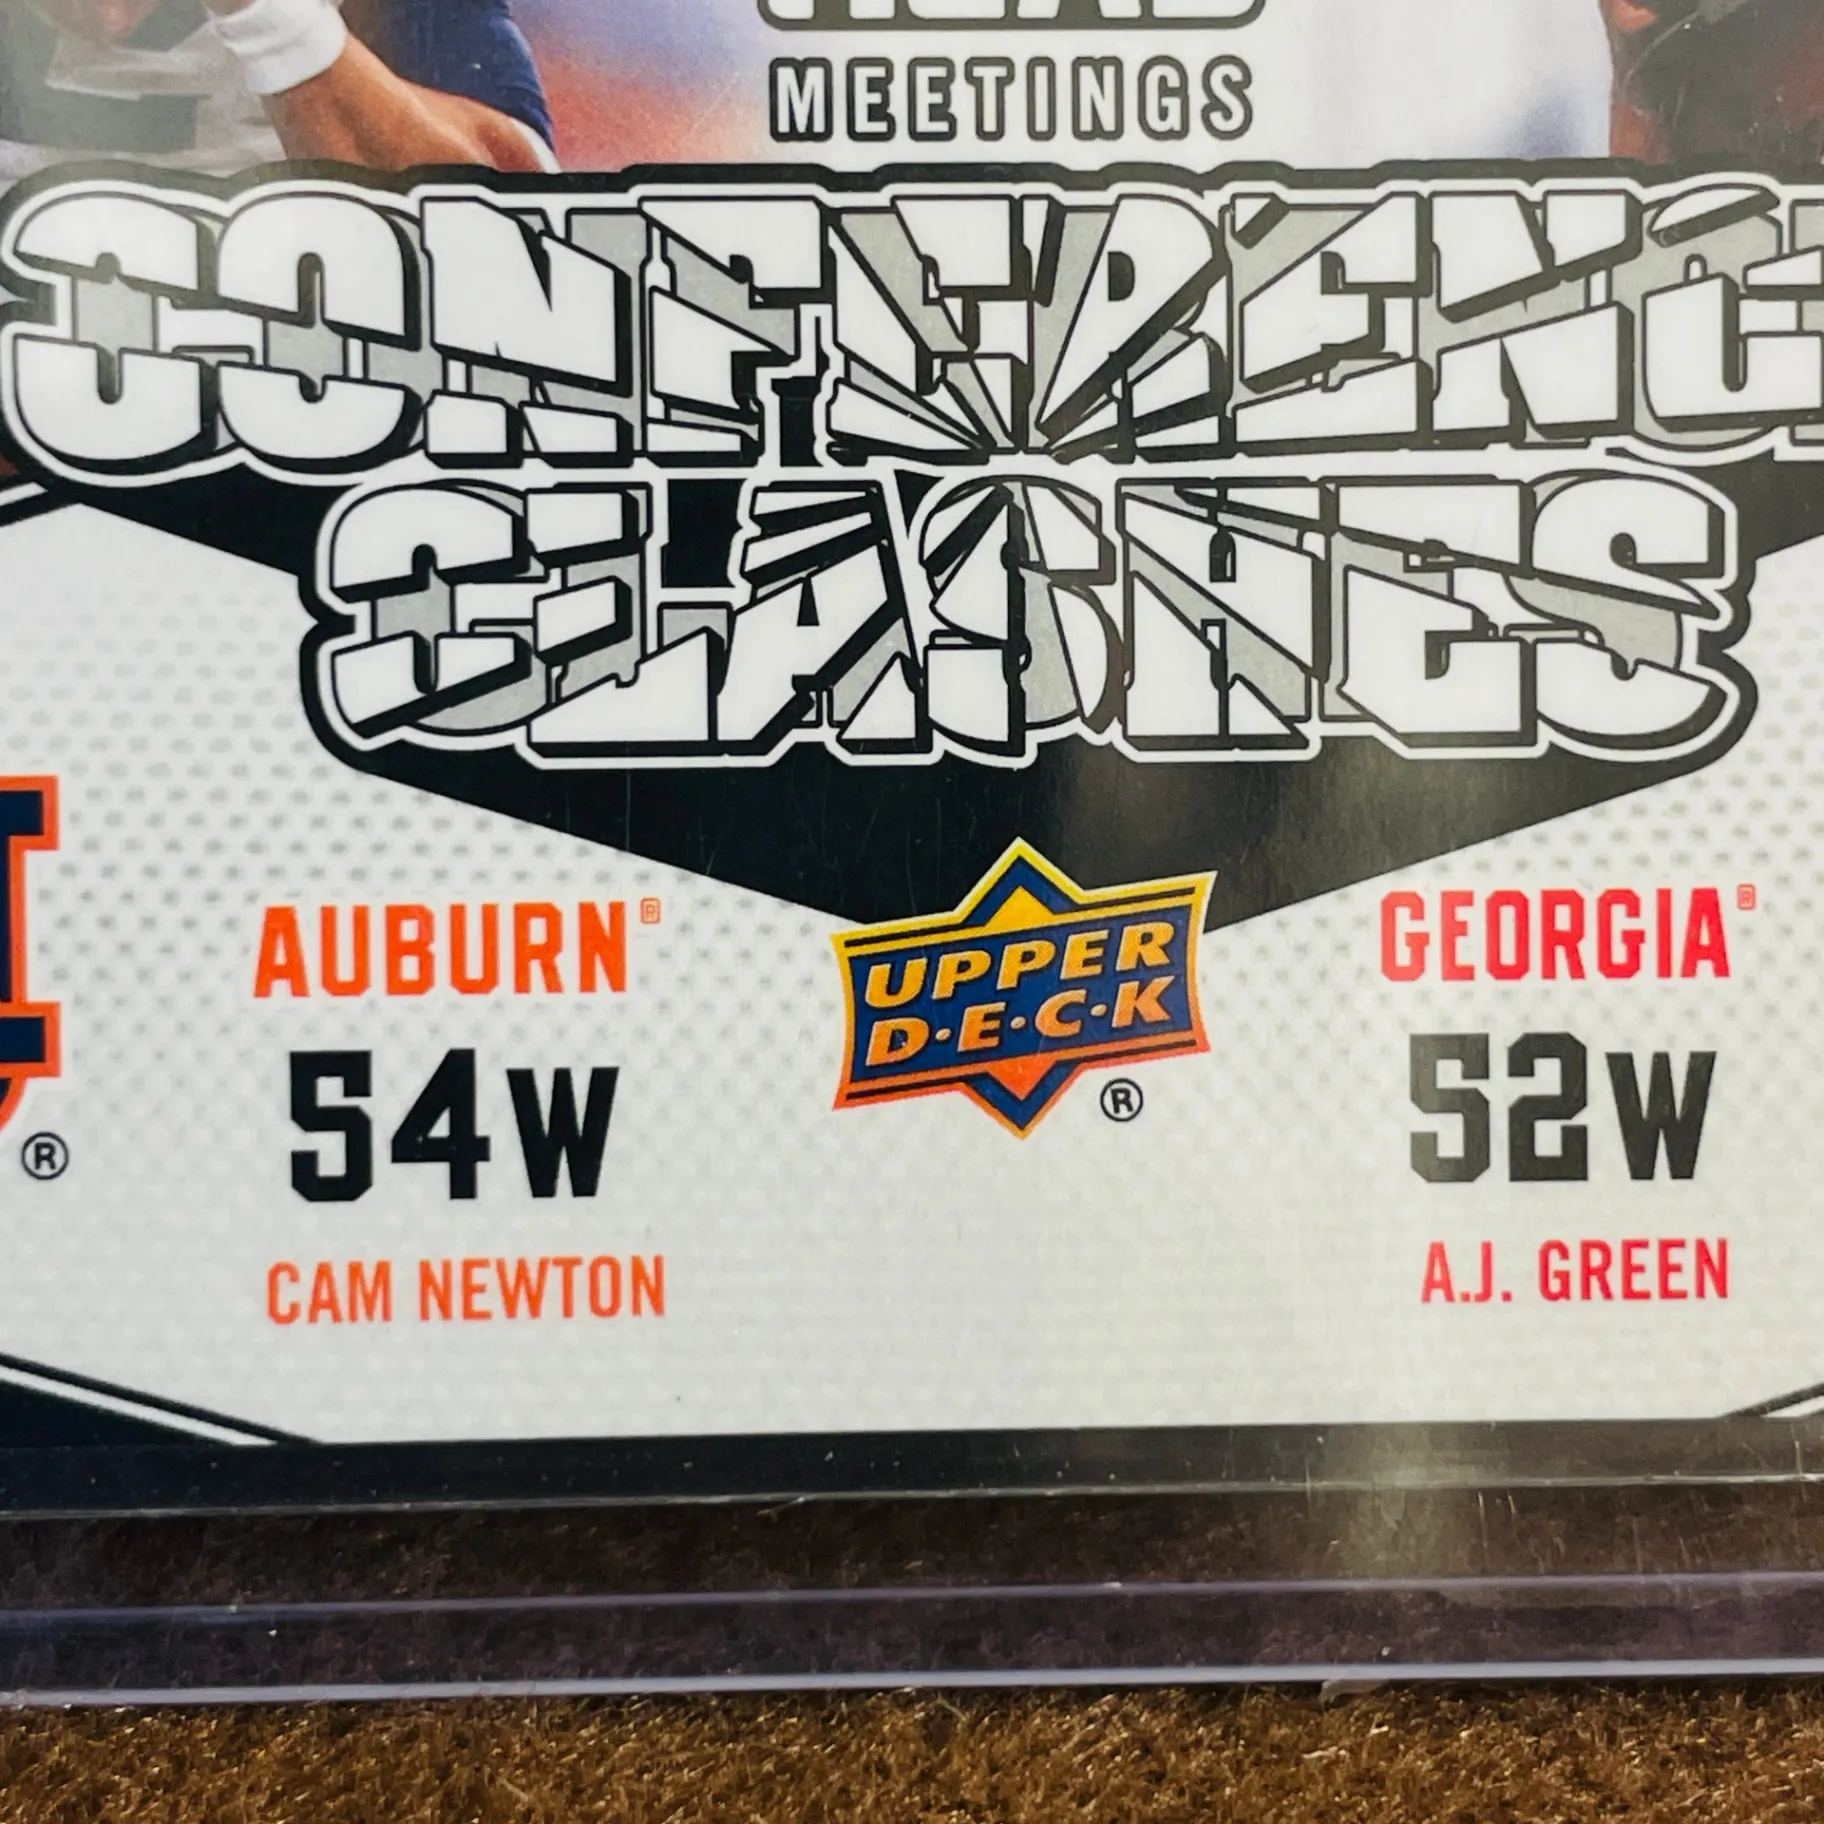 MEETINGS
CONFERENCE
CLASHES
AUBURN®
54W
CAM NEWTON
®
UPPER
D·E·C·K
®
GEORGIA®
52W
A.J. GREEN